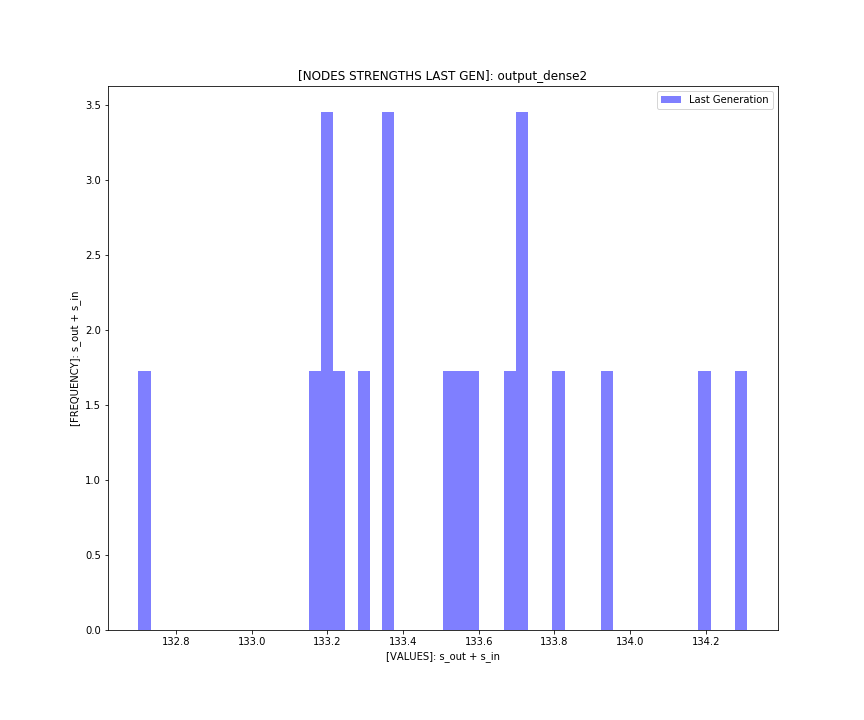 [NODES STRENGTHS LAST GEN]: output_dense2
Last Generation
3.5
3.0
2.5
2.0
1.5
1.0
0.5
0.0
[FREQUENCY]: s_out + s_in
132.8 133.0 133.2 133.4 133.6 133.8 134.0 134.2
[VALUES]: s_out + s_in